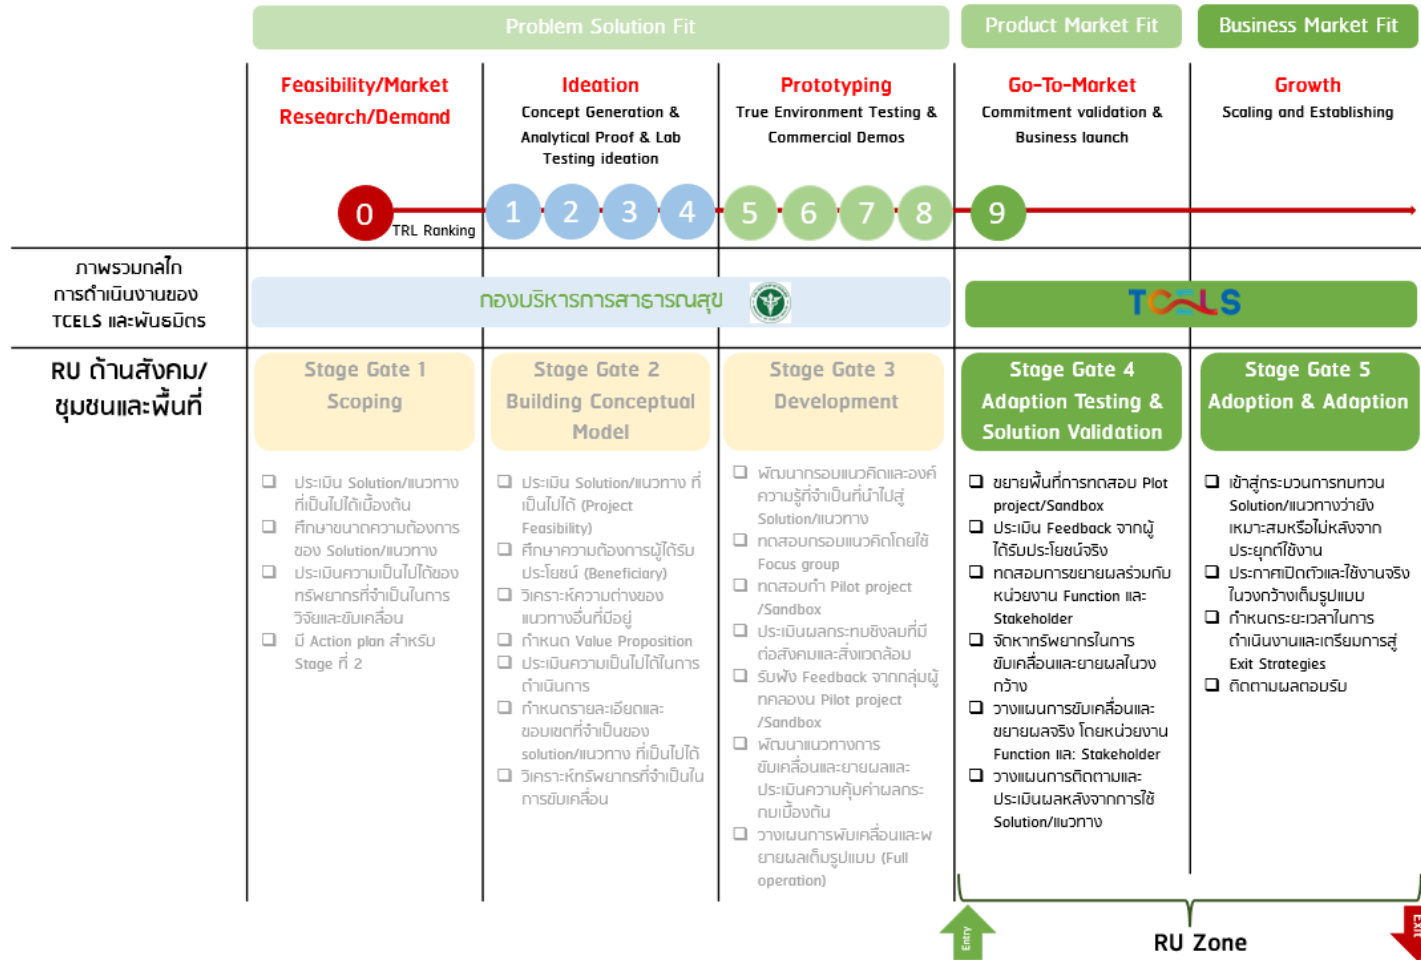 Problem Solution Fit
Product Market Fit
Business Market Fit
Feasibility/Market
Research/Demand
Ideation
Concept Generation &
Analytical Proof & Lab
Testing ideation
Prototyping
True Environment Testing &
Commercial Demos
Go-To-Market
Commitment validation &
Business launch
Growth
Scaling and Establishing
0
TRL Ranking
1
2
3
4
5
6
7
8
9
ภาพรวมกลไก
การดำเนินงานของ
TCELS และพันธมิตร
กองบริหารการสาธารณสุข
TCELS
RU ด้านสังคม/
ชุมชนและพื้นที่
Stage Gate 1
Scoping
❑ ประเมิน Solution/แนวทาง
ที่เป็นไปได้เบื้องต้น
❑ ศึกษาขนาดความต้องการ
ของ Solution/แนวทาง
❑ ประเมินความเป็นไปได้ของ
ทรัพยากรที่จำเป็นในการ
วิจัยและขับเคลื่อน
❑ มี Action plan สำหรับ
Stage ที่ 2
Stage Gate 2
Building Conceptual
Model
❑ ประเมิน Solution/แนวทาง ที่
เป็นไปได้ (Project
Feasibility)
❑ ศึกษาความต้องการผู้ได้รับ
ประโยชน์ (Beneficiary)
❑ วิเคราะห์ความต่างของ
แนวทางอื่นที่มีอยู่
❑ กำหนด Value Proposition
❑ ประเมินความเป็นไปได้ในการ
ดำเนินการ
❑ กำหนดรายละเอียดและ
ขอบเขตที่จำเป็นของ
solution/แนวทาง ที่เป็นไปได้
❑ วิเคราะห์ทรัพยากรที่จำเป็นใน
การขับเคลื่อน
Stage Gate 3
Development
❑ พัฒนากรอบแนวคิดและองค์
ความรู้ที่จำเป็นที่นำไปสู่
Solution/แนวทาง
❑ ทดสอบกรอบแนวคิดโดยใช้
Focus group
❑ ทดสอบทำ Pilot project
/Sandbox
❑ ประเมินผลกระทบเชิงลบที่มี
ต่อสังคมและสิ่งแวดล้อม
❑ รับฟัง Feedback จากกลุ่มผู้
ทดลองน Pilot project
/Sandbox
❑ พัฒนาแนวทางการ
ขับเคลื่อนและขยายผลและ
ประเมินความคุ้มค่าผลกระ
ทบเบื้องต้น
❑ วางแผนการขับเคลื่อนและข
ยายผลเต็มรูปแบบ (Full
operation)
Stage Gate 4
Adaption Testing &
Solution Validation
❑ ขยายพื้นที่การทดสอบ Plot
project/Sandbox
❑ ประเมิน Feedback จากผู้
ได้รับประโยชน์จริง
❑ ทดสอบการขยายผลร่วมกับ
หน่วยงาน Function และ
Stakeholder
❑ จัดหาทรัพยากรในการ
ขับเคลื่อนและขยายผลในวง
กว้าง
❑ วางแผนการขับเคลื่อนและ
ขยายผลจริง โดยหน่วยงาน
Function และ Stakeholder
❑ วางแผนการติดตามและ
ประเมินผลหลังจากการใช้
Solution/แนวทาง
Stage Gate 5
Adoption & Adaption
❑ เข้าสู่กระบวนการทบทวน
Solution/แนวทางว่ายัง
เหมาะสมหรือไม่หลังจาก
ประยุกต์ใช้งาน
❑ ประกาศเปิดตัวและใช้งานจริง
ในวงกว้างเต็มรูปแบบ
❑ กำหนดระยะเวลาในการ
ดำเนินงานและเตรียมการสู่
Exit Strategies
❑ ติดตามผลตอบรับ
Entry
RU Zone
Exit